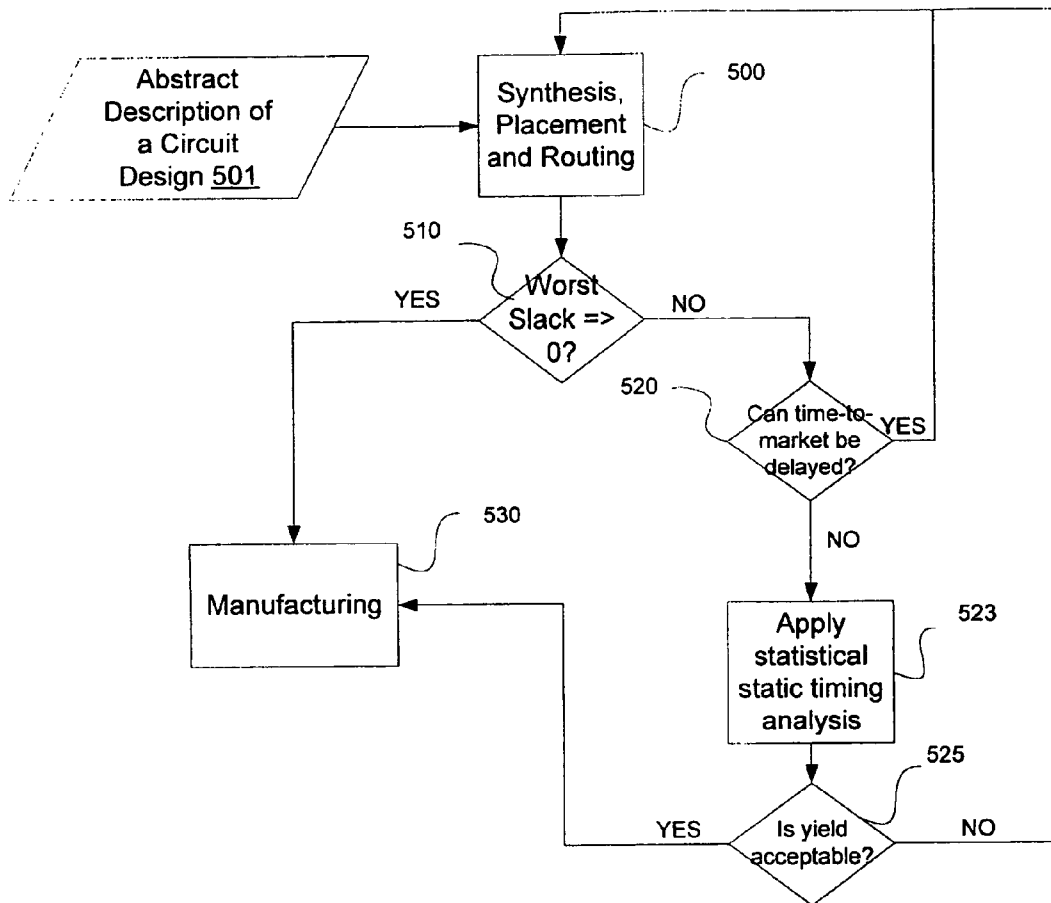 Abstract
Description of
a Circuit
Design 501
Synthesis,
Placement
and Routing
500
510
Worst
Slack =>
0?
YES
NO
520
Can time-to-
market be
delayed?
YES
NO
530
Manufacturing
Apply
statistical
static timing
analysis
523
525
Is yield
acceptable?
YES
NO